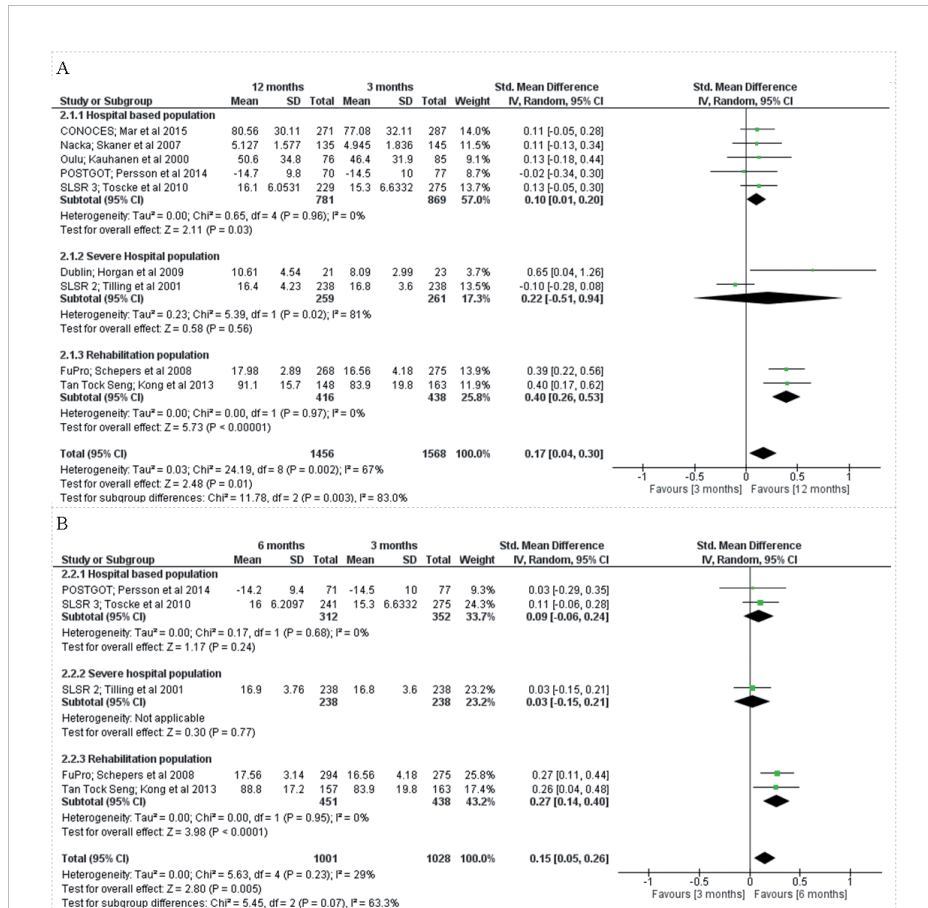 A
12 months 3 months Std. Mean Difference Std. Mean Difference
Study or Subgroup Mean SD Total Mean SD Total Weight IV, Random, 95% CI IV, Random, 95% CI
2.1.1 Hospital based population
CONOCES; Mar et al 2015 80.56 30.11 271 77.08 32.11 287 14.0% 0.11 [-0.05, 0.28]
Nacka; Skaner et al 2007 5.127 1.577 135 4.945 1.836 145 11.5% 0.11 [-0.13, 0.34]
Oulu; Kauhanen et al 2000 50.6 34.8 76 46.4 31.9 85 9.1% 0.13 [-0.18, 0.44]
POSTGOT; Persson et al 2014 -14.7 9.8 70 -14.5 10 77 8.7% -0.02 [-0.34, 0.30]
SLSR 3; Toscke et al 2010 16.1 6.0531 229 15.3 6.6332 275 13.7% 0.13 [-0.05, 0.30]
Subtotal (95% CI) 781 869 57.0% 0.10 [0.01, 0.20]
Heterogeneity: Tau² = 0.00; Chi² = 0.65, df = 4 (P = 0.96); I² = 0%
Test for overall effect: Z = 2.11 (P = 0.03)
2.1.2 Severe Hospital population
Dublin; Horgan et al 2009 10.61 4.54 21 8.09 2.99 23 3.7% 0.65 [0.04, 1.26]
SLSR 2; Tilling et al 2001 16.4 4.23 238 16.8 3.6 238 13.5% -0.10 [-0.28, 0.08]
Subtotal (95% CI) 259 261 17.3% 0.22 [-0.51, 0.94]
Heterogeneity: Tau² = 0.23; Chi² = 5.39, df = 1 (P = 0.02); I² = 81%
Test for overall effect: Z = 0.58 (P = 0.56)
2.1.3 Rehabilitation population
FuPro; Schepers et al 2008 17.98 2.89 268 16.56 4.18 275 13.9% 0.39 [0.22, 0.56]
Tan Tock Seng; Kong et al 2013 91.1 15.7 148 83.9 19.8 163 11.9% 0.40 [0.17, 0.62]
Subtotal (95% CI) 416 438 25.8% 0.40 [0.26, 0.53]
Heterogeneity: Tau² = 0.00; Chi² = 0.00, df = 1 (P = 0.97); I² = 0%
Test for overall effect: Z = 5.73 (P < 0.00001)
Total (95% CI) 1456 1568 100.0% 0.17 [0.04, 0.30]
Heterogeneity: Tau² = 0.03; Chi² = 24.19, df = 8 (P = 0.002); I² = 67%
Test for overall effect: Z = 2.48 (P = 0.01)
Test for subgroup differences: Chi² = 11.78, df = 2 (P = 0.003), I² = 83.0%
-1 -0.5 0 0.5 1
Favours [3 months] Favours [12 months]
B
6 months 3 months Std. Mean Difference Std. Mean Difference
Study or Subgroup Mean SD Total Mean SD Total Weight IV, Random, 95% CI IV, Random, 95% CI
2.2.1 Hospital based population
POSTGOT; Persson et al 2014 -14.2 9.4 71 -14.5 10 77 9.3% 0.03 [-0.29, 0.35]
SLSR 3; Toscke et al 2010 16 6.2097 241 15.3 6.6332 275 24.3% 0.11 [-0.06, 0.28]
Subtotal (95% CI) 312 352 33.7% 0.09 [-0.06, 0.24]
Heterogeneity: Tau² = 0.00; Chi² = 0.17, df = 1 (P = 0.68); I² = 0%
Test for overall effect: Z = 1.17 (P = 0.24)
2.2.2 Severe hospital population
SLSR 2; Tilling et al 2001 16.9 3.76 238 16.8 3.6 238 23.2% 0.03 [-0.15, 0.21]
Subtotal (95% CI) 238 238 23.2% 0.03 [-0.15, 0.21]
Heterogeneity: Not applicable
Test for overall effect: Z = 0.30 (P = 0.77)
2.2.3 Rehabilitation population
FuPro; Schepers et al 2008 17.56 3.14 294 16.56 4.18 275 25.8% 0.27 [0.11, 0.44]
Tan Tock Seng; Kong et al 2013 88.8 17.2 157 83.9 19.8 163 17.4% 0.26 [0.04, 0.48]
Subtotal (95% CI) 451 438 43.2% 0.27 [0.14, 0.40]
Heterogeneity: Tau² = 0.00; Chi² = 0.00, df = 1 (P = 0.95); I² = 0%
Test for overall effect: Z = 3.98 (P < 0.0001)
Total (95% CI) 1001 1028 100.0% 0.15 [0.05, 0.26]
Heterogeneity: Tau² = 0.00; Chi² = 5.63, df = 4 (P = 0.23); I² = 29%
Test for overall effect: Z = 2.80 (P = 0.005)
Test for subgroup differences: Chi² = 5.45, df = 2 (P = 0.07), I² = 63.3%
-1 -0.5 0 0.5 1
Favours [3 months] Favours [6 months]